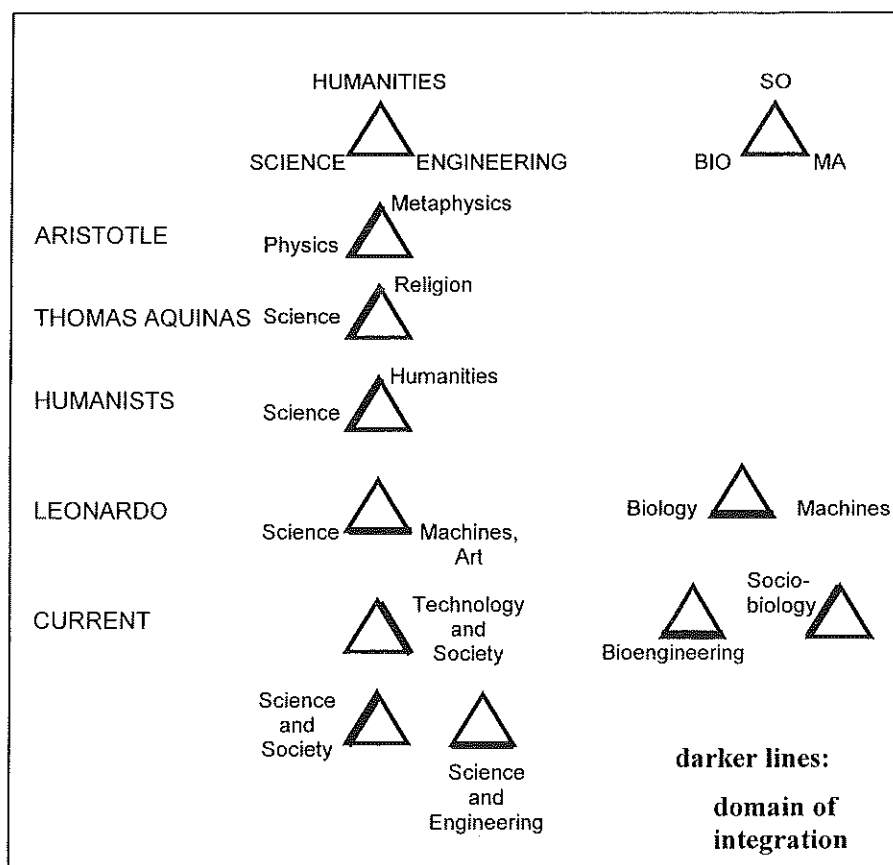 HUMANITIES
SO
SCIENCE
ENGINEERING
BIO
MA
Metaphysics
ARISTOTLE
Physics
Religion
THOMAS AQUINAS
Science
Humanities
HUMANISTS
Science
LEONARDO
Science
Machines,
Art
Biology
Machines
CURRENT
Technology
and
Society
Socio-
biology
Bioengineering
Science
and
Society
Science
and
Engineering
darker lines:
domain of
integration